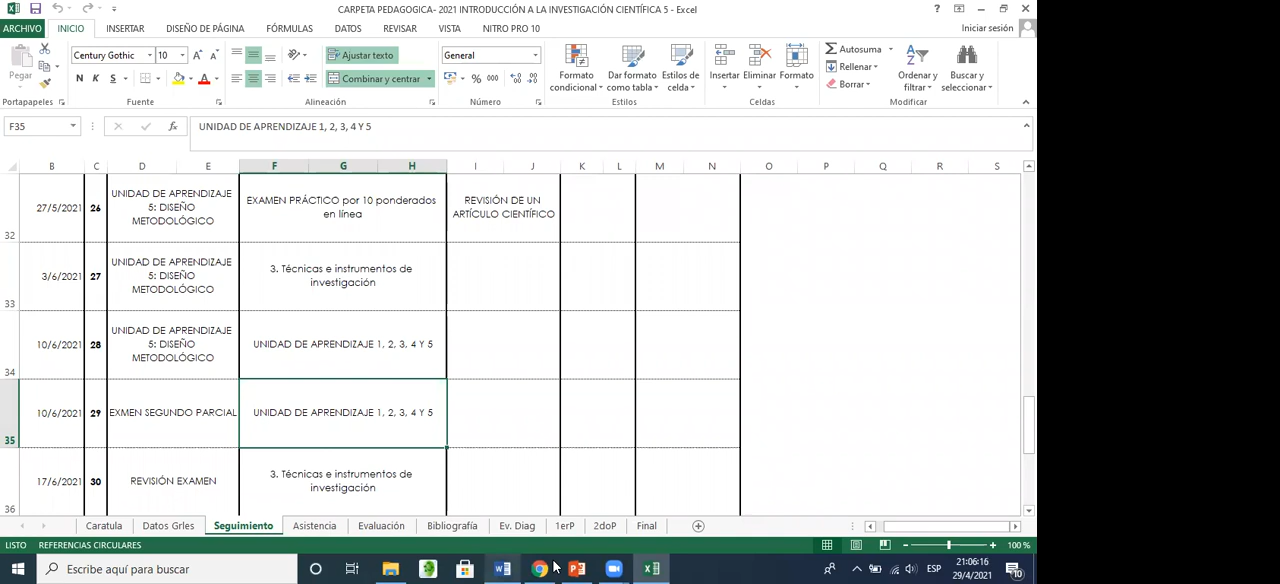 CARPETA PEDAGOGICA- 2021 INTRODUCCIÓN A LA INVESTIGACIÓN CIENTÍFICA 5 - Excel
ARCHIVO INICIO INSERTAR DISEÑO DE PÁGINA FÓRMULAS DATOS REVISAR VISTA NITRO PRO 10 Iniciar sesión
Pegar
Century Gothic 10
N K S
Ajustar texto
Combinar y centrar
General
% 000
Formato condicional
Dar formato como tabla
Estilos de celda
Insertar Eliminar Formato
Autosuma
Rellenar
Borrar
Ordenar y filtrar
Buscar y seleccionar
Portapapeles Fuente Alineación Número Estilos Celdas Modificar
F35 fx UNIDAD DE APRENDIZAJE 1, 2, 3, 4 Y 5
B C D E F G H I J K L M N O P Q R S
32 27/5/2021 26 UNIDAD DE APRENDIZAJE 5: DISEÑO METODOLÓGICO EXAMEN PRÁCTICO por 10 ponderados en línea REVISIÓN DE UN ARTÍCULO CIENTÍFICO
33 3/6/2021 27 UNIDAD DE APRENDIZAJE 5: DISEÑO METODOLÓGICO 3. Técnicas e instrumentos de investigación
34 10/6/2021 28 UNIDAD DE APRENDIZAJE 5: DISEÑO METODOLÓGICO UNIDAD DE APRENDIZAJE 1, 2, 3, 4 Y 5
35 10/6/2021 29 EXMEN SEGUNDO PARCIAL UNIDAD DE APRENDIZAJE 1, 2, 3, 4 Y 5
36 17/6/2021 30 REVISIÓN EXAMEN 3. Técnicas e instrumentos de investigación
Caratula Datos Grles Seguimiento Asistencia Evaluación Bibliografía Ev. Diag 1erP 2doP Final
LISTO REFERENCIAS CIRCULARES 100 %
Escribe aquí para buscar
ESP
21:06:16
29/4/2021
10